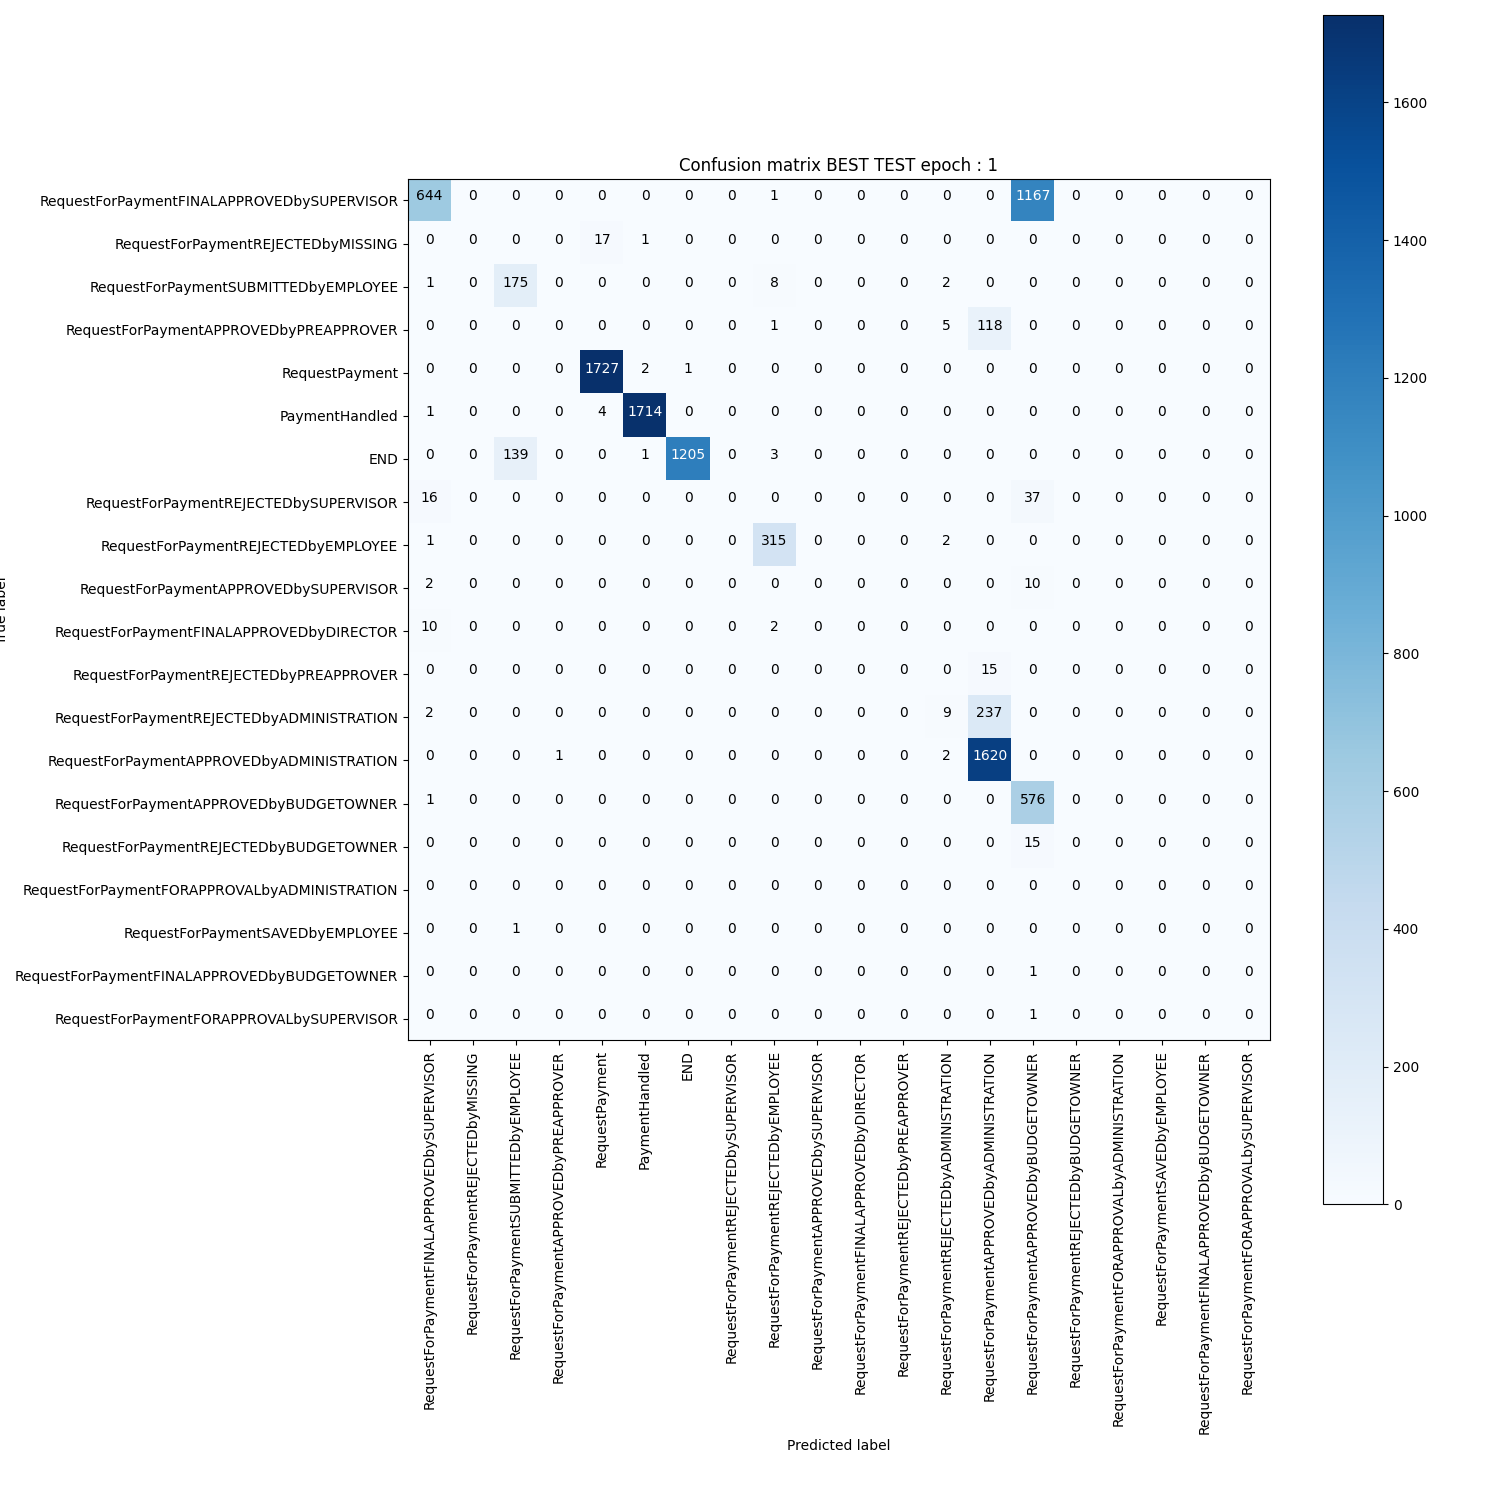 Confusion matrix BEST TEST epoch : 1
RequestForPaymentFINALAPPROVEDbySUPERVISOR 644 0 0 0 0 0 0 0 1 0 0 0 0 0 1167 0 0 0 0 0
RequestForPaymentREJECTEDbyMISSING 0 0 0 0 17 1 0 0 0 0 0 0 0 0 0 0 0 0 0 0
RequestForPaymentSUBMITTEDbyEMPLOYEE 1 0 175 0 0 0 0 0 8 0 0 0 2 0 0 0 0 0 0 0
RequestForPaymentAPPROVEDbyPREAPPROVER 0 0 0 0 0 0 0 0 1 0 0 0 5 118 0 0 0 0 0 0
RequestPayment 0 0 0 0 1727 2 1 0 0 0 0 0 0 0 0 0 0 0 0 0
PaymentHandled 1 0 0 0 4 1714 0 0 0 0 0 0 0 0 0 0 0 0 0 0
END 0 0 139 0 0 1 1205 0 3 0 0 0 0 0 0 0 0 0 0 0
RequestForPaymentREJECTEDbySUPERVISOR 16 0 0 0 0 0 0 0 0 0 0 0 0 0 37 0 0 0 0 0
RequestForPaymentREJECTEDbyEMPLOYEE 1 0 0 0 0 0 0 0 315 0 0 0 2 0 0 0 0 0 0 0
RequestForPaymentAPPROVEDbySUPERVISOR 2 0 0 0 0 0 0 0 0 0 0 0 0 0 10 0 0 0 0 0
RequestForPaymentFINALAPPROVEDbyDIRECTOR 10 0 0 0 0 0 0 0 2 0 0 0 0 0 0 0 0 0 0 0
RequestForPaymentREJECTEDbyPREAPPROVER 0 0 0 0 0 0 0 0 0 0 0 0 0 15 0 0 0 0 0 0
RequestForPaymentREJECTEDbyADMINISTRATION 2 0 0 0 0 0 0 0 0 0 0 0 9 237 0 0 0 0 0 0
RequestForPaymentAPPROVEDbyADMINISTRATION 0 0 0 1 0 0 0 0 0 0 0 0 2 1620 0 0 0 0 0 0
RequestForPaymentAPPROVEDbyBUDGETOWNER 1 0 0 0 0 0 0 0 0 0 0 0 0 0 576 0 0 0 0 0
RequestForPaymentREJECTEDbyBUDGETOWNER 0 0 0 0 0 0 0 0 0 0 0 0 0 0 15 0 0 0 0 0
RequestForPaymentFORAPPROVALbyADMINISTRATION 0 0 0 0 0 0 0 0 0 0 0 0 0 0 0 0 0 0 0 0
RequestForPaymentSAVEDbyEMPLOYEE 0 0 1 0 0 0 0 0 0 0 0 0 0 0 0 0 0 0 0 0
RequestForPaymentFINALAPPROVEDbyBUDGETOWNER 0 0 0 0 0 0 0 0 0 0 0 0 0 0 1 0 0 0 0 0
RequestForPaymentFORAPPROVALbySUPERVISOR 0 0 0 0 0 0 0 0 0 0 0 0 0 0 1 0 0 0 0 0
RequestForPaymentFINALAPPROVEDbySUPERVISOR
RequestForPaymentREJECTEDbyMISSING
RequestForPaymentSUBMITTEDbyEMPLOYEE
RequestForPaymentAPPROVEDbyPREAPPROVER
RequestPayment
PaymentHandled
END
RequestForPaymentREJECTEDbySUPERVISOR
RequestForPaymentREJECTEDbyEMPLOYEE
RequestForPaymentAPPROVEDbySUPERVISOR
RequestForPaymentFINALAPPROVEDbyDIRECTOR
RequestForPaymentREJECTEDbyPREAPPROVER
RequestForPaymentREJECTEDbyADMINISTRATION
RequestForPaymentAPPROVEDbyADMINISTRATION
RequestForPaymentAPPROVEDbyBUDGETOWNER
RequestForPaymentREJECTEDbyBUDGETOWNER
RequestForPaymentFORAPPROVALbyADMINISTRATION
RequestForPaymentSAVEDbyEMPLOYEE
RequestForPaymentFINALAPPROVEDbyBUDGETOWNER
RequestForPaymentFORAPPROVALbySUPERVISOR
Predicted label
1600
1400
1200
1000
800
600
400
200
0